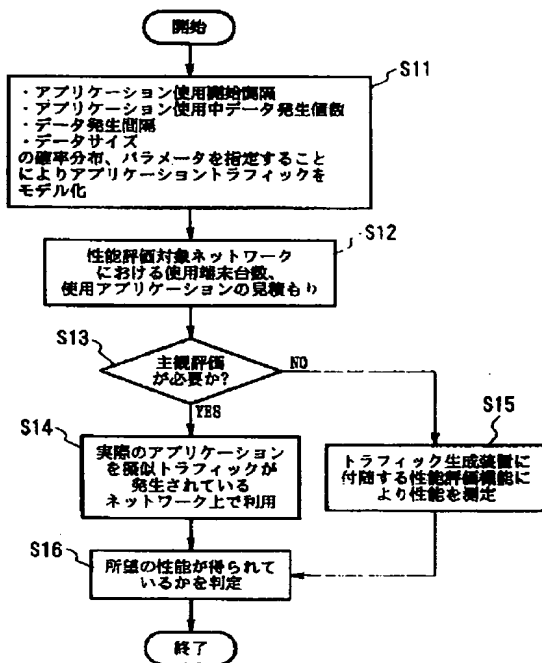 開始
S11
・アプリケーション使用開始間隔
・アプリケーション使用中データ発生個数
・データ発生間隔
・データサイズ
の確率分布、パラメータを指定すること
によりアプリケーショントラフィックを
モデル化
S12
性能評価対象ネットワーク
における使用端末台数、
使用アプリケーションの見積もり
S13
主観評価
が必要か?
NO
YES
S14
実際のアプリケーション
を擬似トラフィックが
発生されている
ネットワーク上で利用
S15
トラフィック生成装置に
付随する性能評価機能に
より性能を測定
S16
所望の性能が得られて
いるかを判定
終了